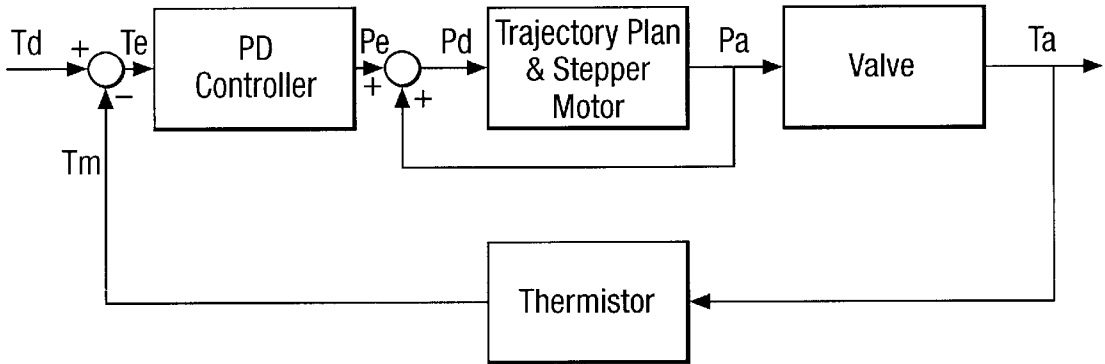 Td
+
−
Te
PD
Controller
Pe
+
+
Pd
Trajectory Plan
& Stepper
Motor
Pa
Valve
Ta
Tm
Thermistor